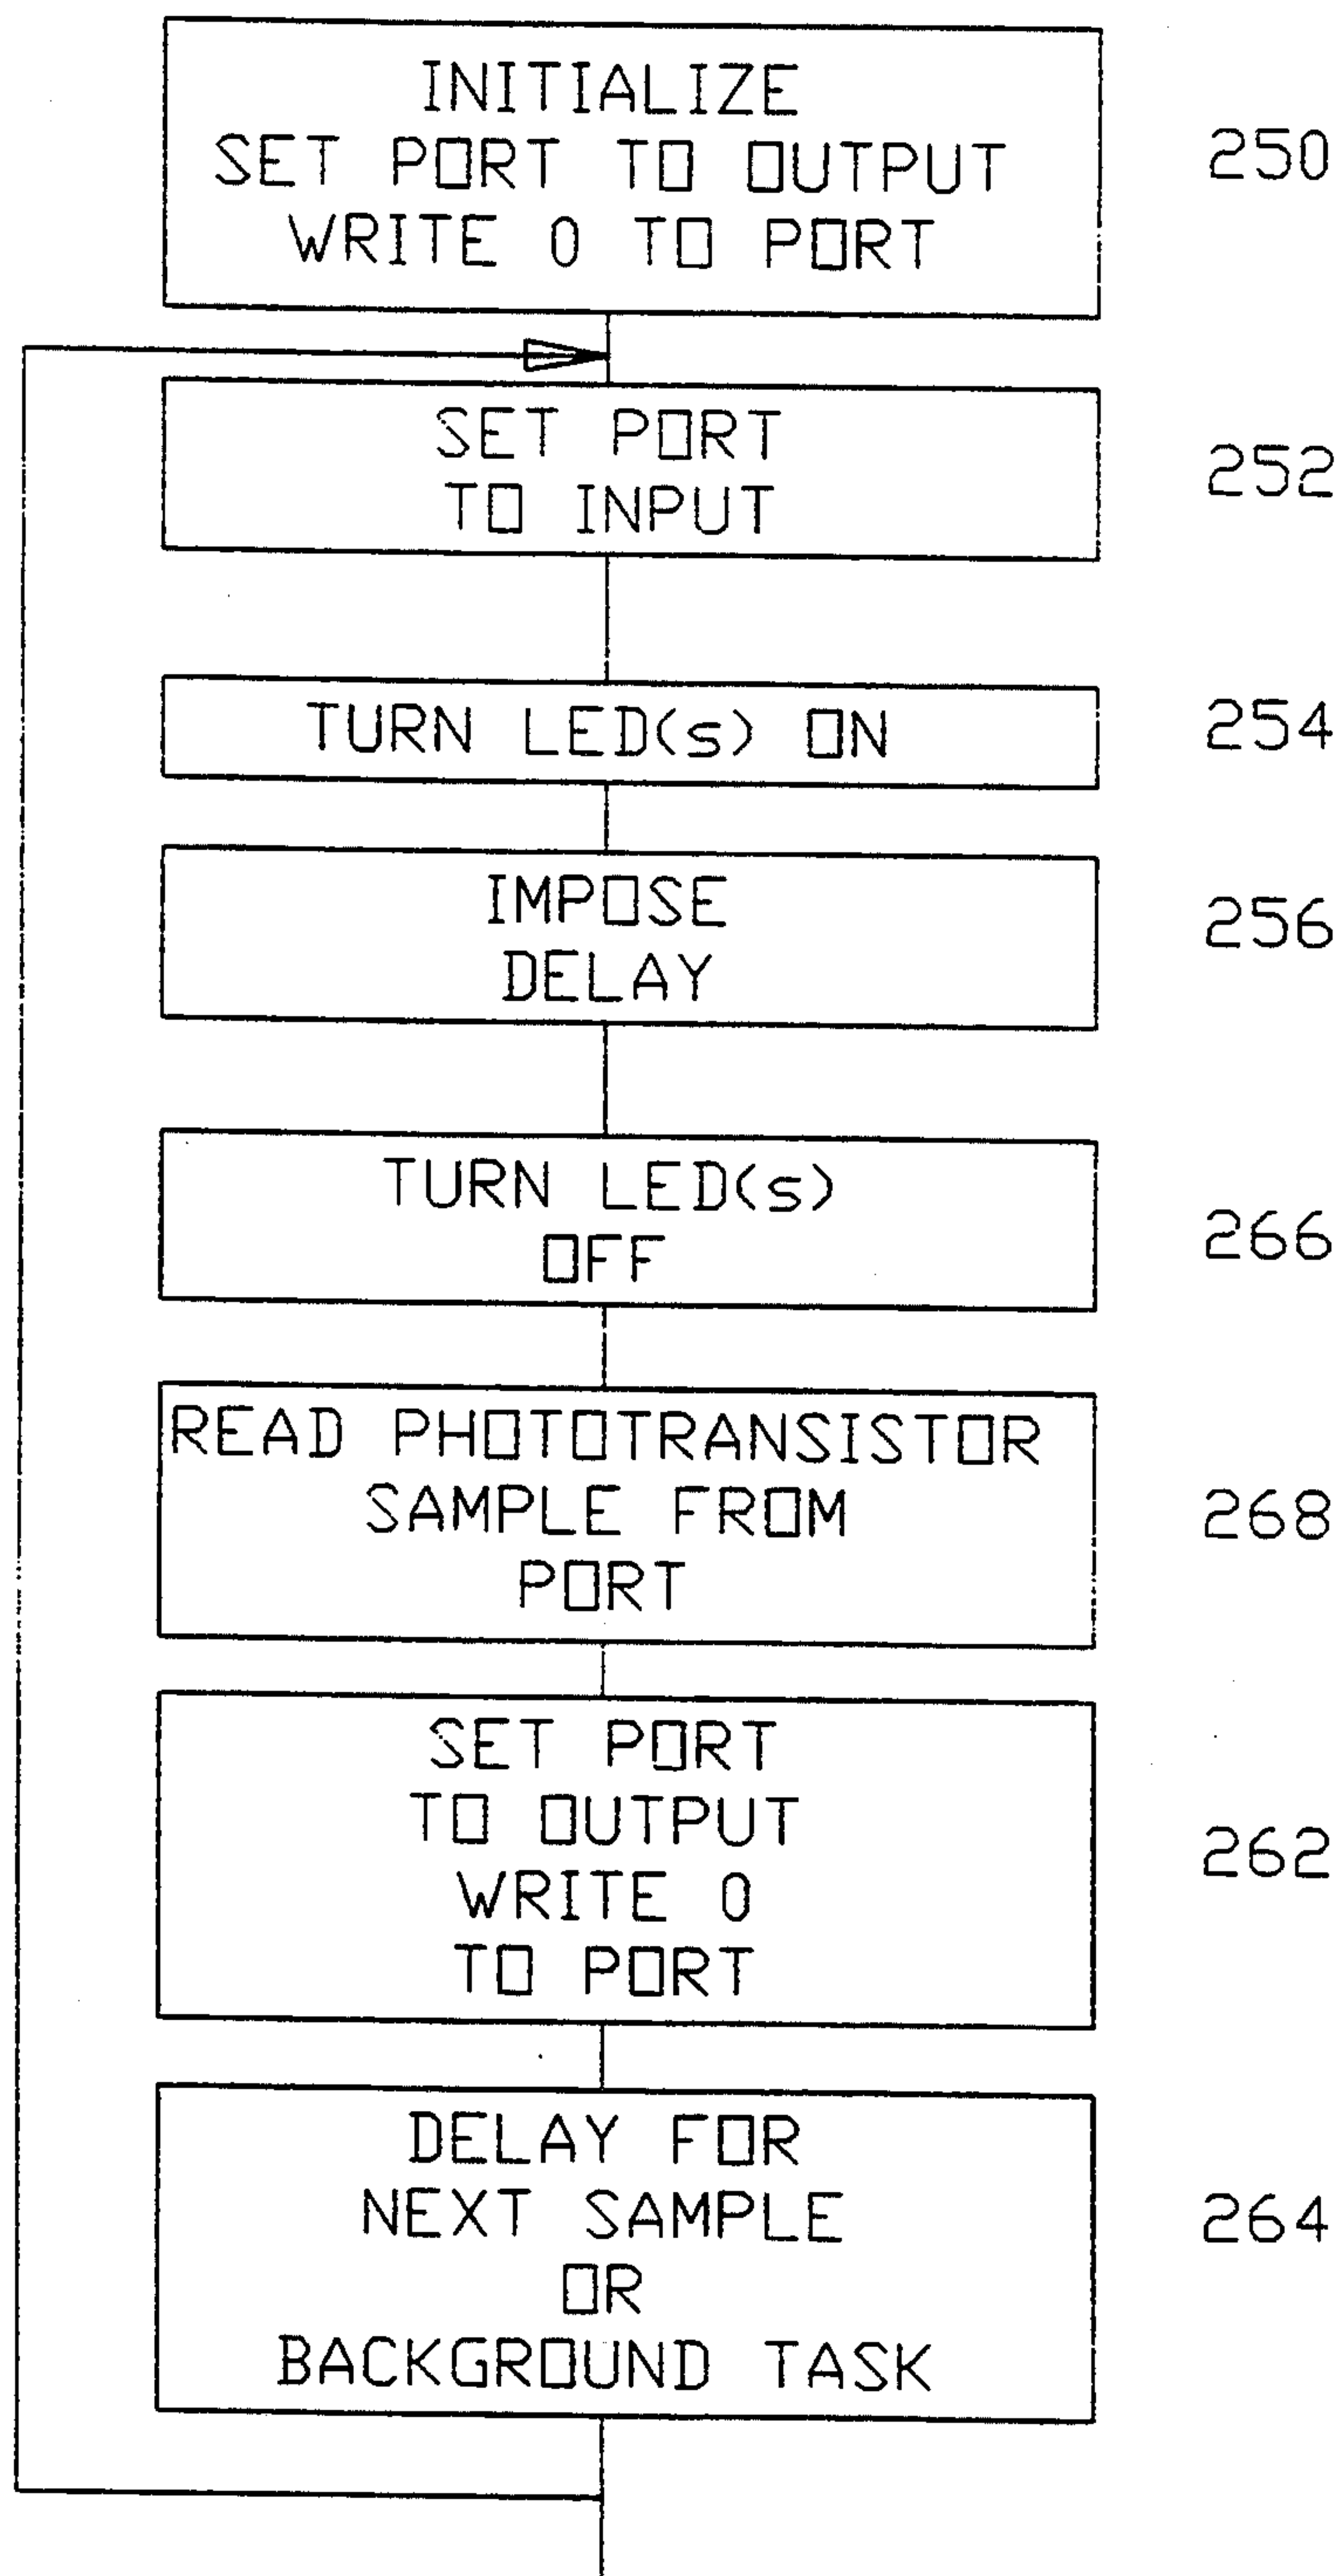 INITIALIZE
SET PORT TO OUTPUT
WRITE 0 TO PORT
250
SET PORT
TO INPUT
252
TURN LED(s) ON
254
IMPOSE
DELAY
256
TURN LED(s)
OFF
266
READ PHOTOTRANSISTOR
SAMPLE FROM
PORT
268
SET PORT
TO OUTPUT
WRITE 0
TO PORT
262
DELAY FOR
NEXT SAMPLE
OR
BACKGROUND TASK
264